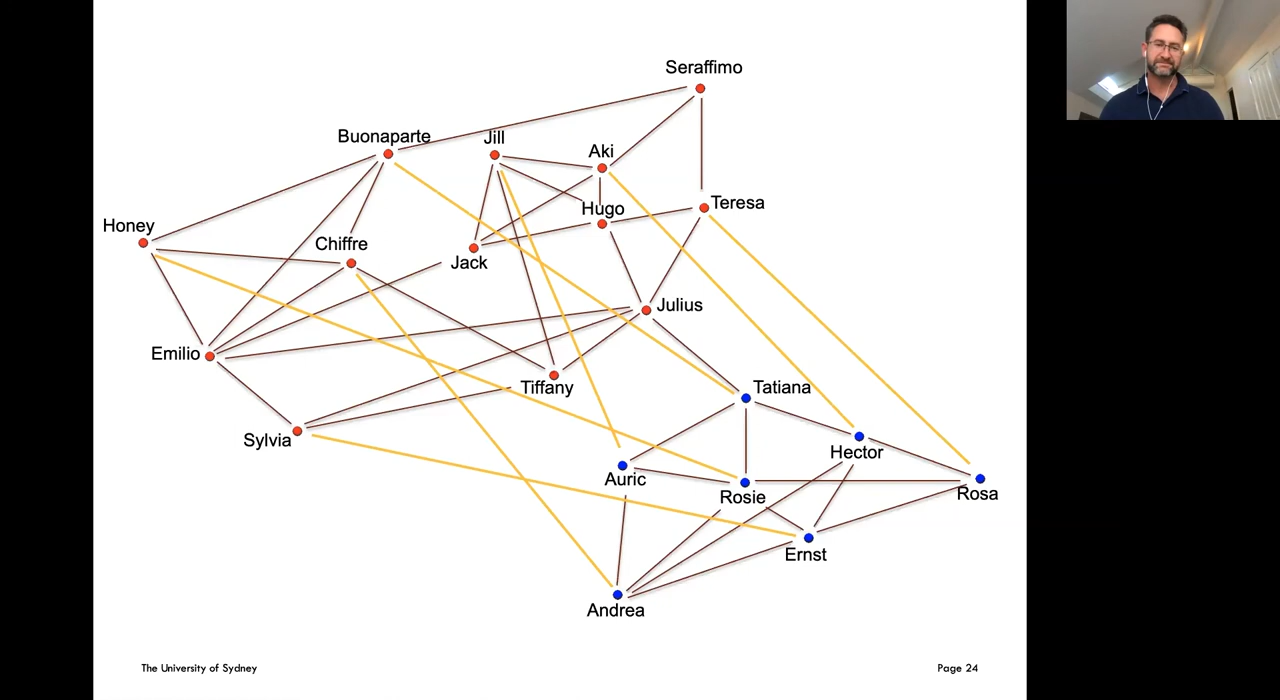 Seraffimo
Buonaparte
Jill
Aki
Hugo
Teresa
Honey
Chiffre
Jack
Julius
Emilio
Tiffany
Tatiana
Sylvia
Hector
Auric
Rosie
Rosa
Ernst
Andrea
The University of Sydney
Page 24